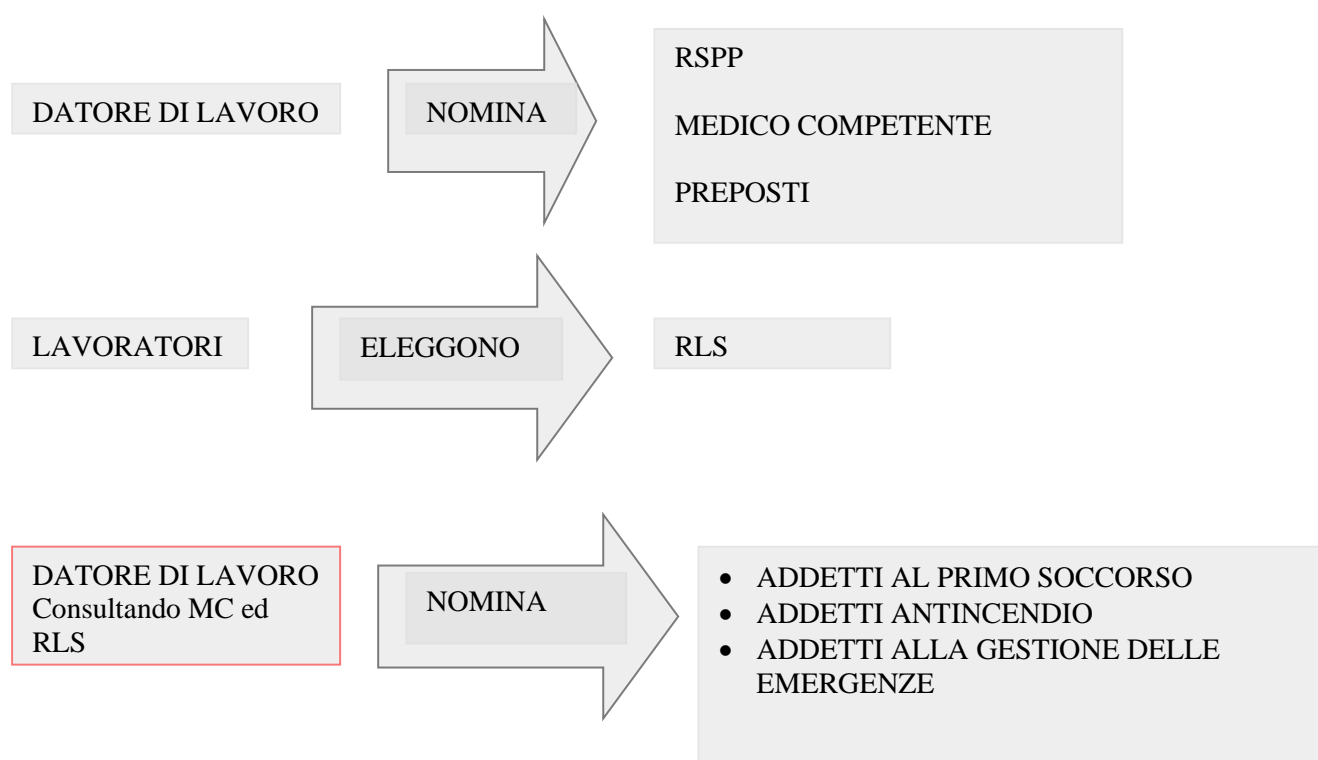 DATORE DI LAVORO
NOMINA
RSPP
MEDICO COMPETENTE
PREPOSTI
LAVORATORI
ELEGGONO
RLS
DATORE DI LAVORO
Consultando MC ed
RLS
NOMINA
• ADDETTI AL PRIMO SOCCORSO
• ADDETTI ANTINCENDIO
• ADDETTI ALLA GESTIONE DELLE
EMERGENZE